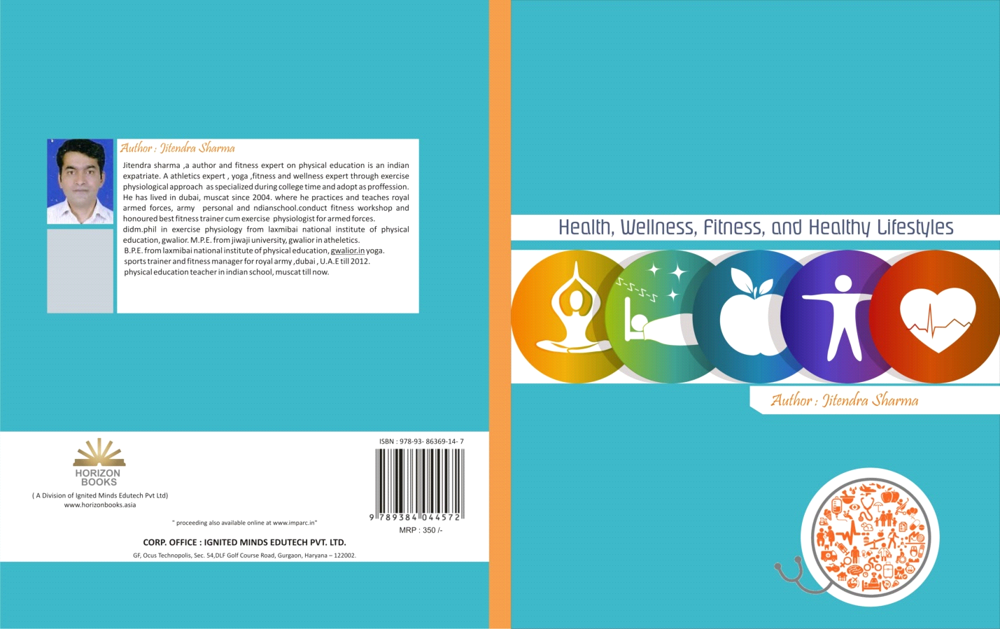 Author : Jitendra Sharma
Jitendra sharma ,a author and fitness expert on physical education is an indian
expatriate. A athletics expert , yoga ,fitness and wellness expert through exercise
physiological approach as specialized during college time and adopt as proffession.
He has lived in dubai, muscat since 2004. where he practices and teaches royal
armed forces, army personal and ndianschool.conduct fitness workshop and
honoured best fitness trainer cum exercise physiologist for armed forces.
didm.phil in exercise physiology from laxmibai national institute of physical
education, gwalior. M.P.E. from jiwaji university, gwalior in atheletics.
B.P.E. from laxmibai national institute of physical education, gwalior.in yoga.
sports trainer and fitness manager for royal army ,dubai , U.A.E till 2012.
physical education teacher in indian school, muscat till now.
HORIZON
BOOKS
( A Division of Ignited Minds Edutech Pvt Ltd)
www.horizonbooks.asia
ISBN : 978-93- 86369-14- 7
9 789384 044572
MRP : 350 /-
" proceeding also available online at www.imparc.in"
CORP. OFFICE : IGNITED MINDS EDUTECH PVT. LTD.
GF, Ocus Technopolis, Sec. 54,DLF Golf Course Road, Gurgaon, Haryana – 122002.
Health, Wellness, Fitness, and Healthy Lifestyles
Author : Jitendra Sharma